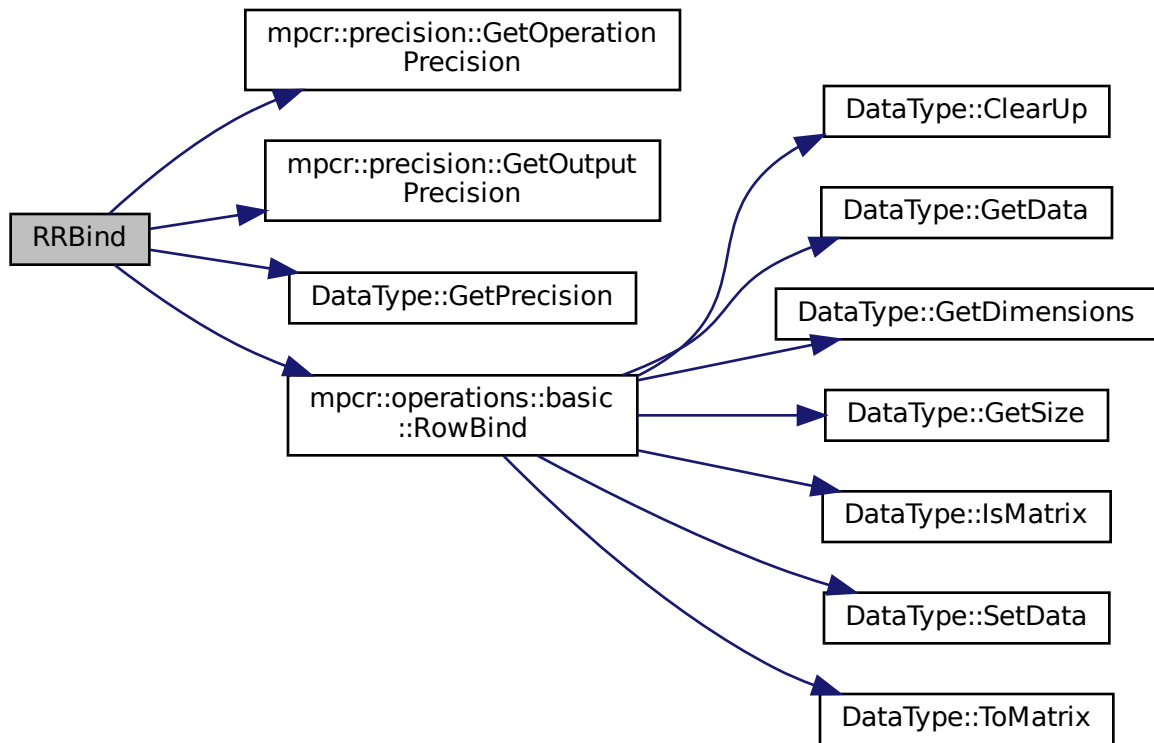 RRBind
mpcr::precision::GetOperation
Precision
mpcr::precision::GetOutput
Precision
DataType::GetPrecision
mpcr::operations::basic
::RowBind
DataType::ClearUp
DataType::GetData
DataType::GetDimensions
DataType::GetSize
DataType::IsMatrix
DataType::SetData
DataType::ToMatrix